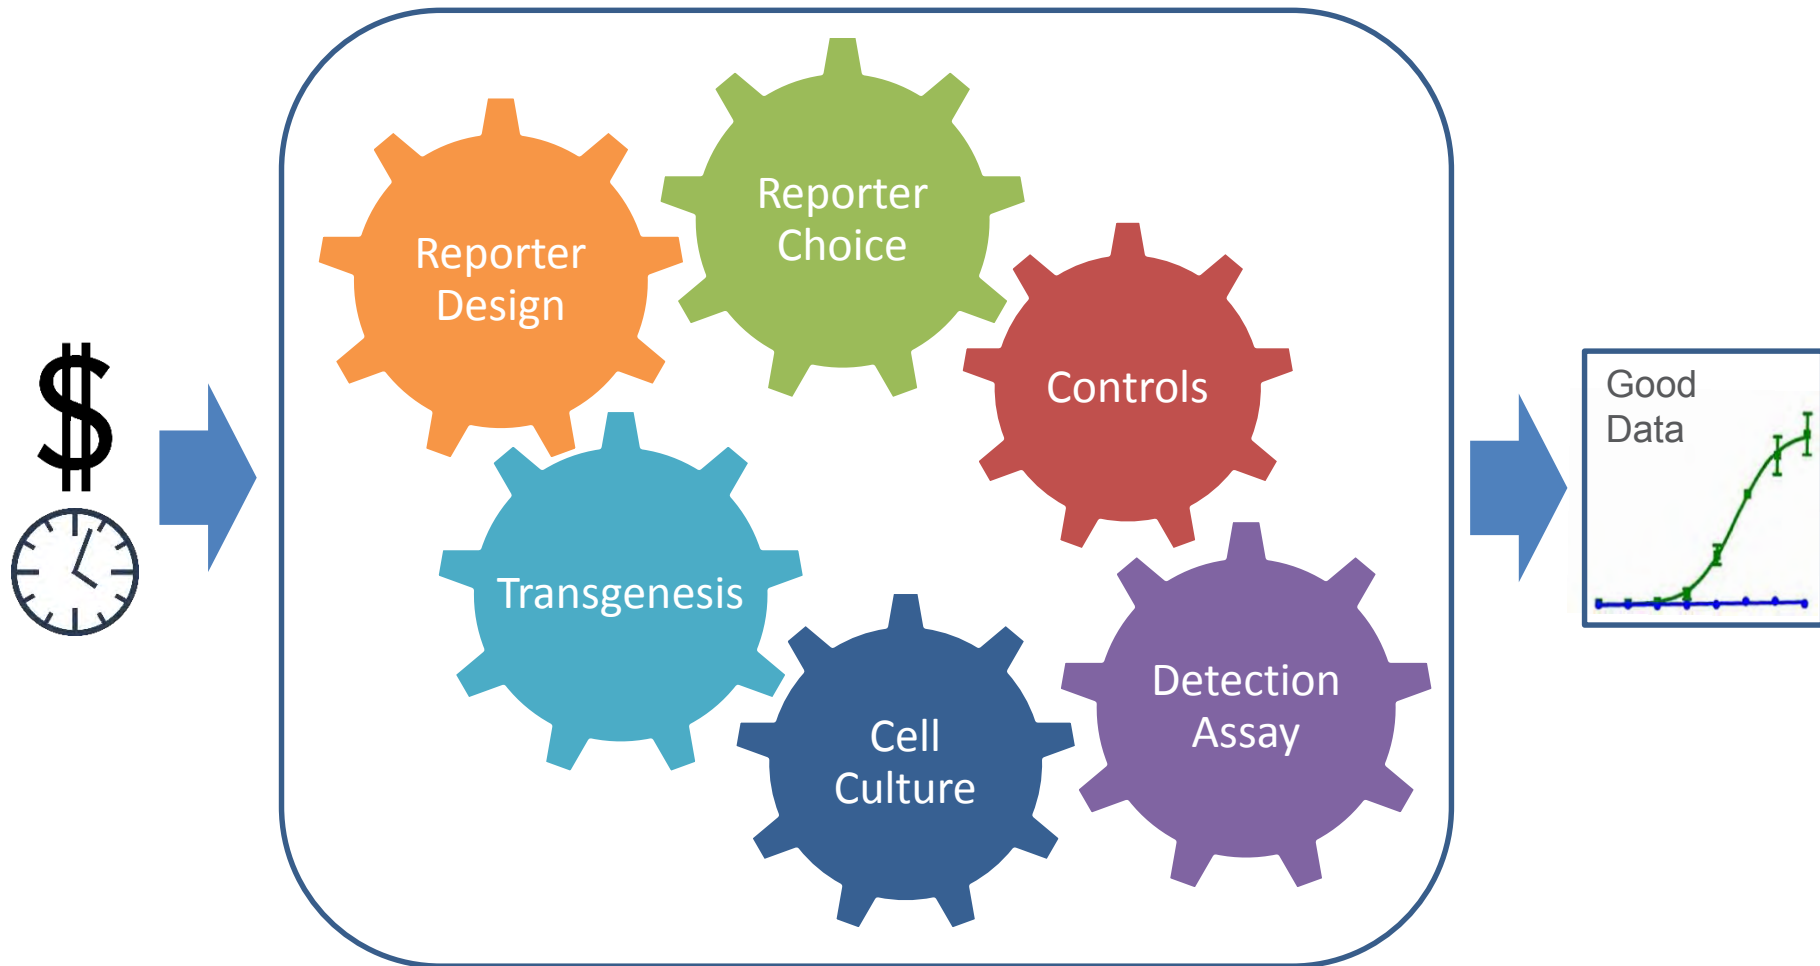 Reporter
Design
Reporter
Choice
Controls
Transgenesis
Cell
Culture
Detection
Assay
$
Good
Data